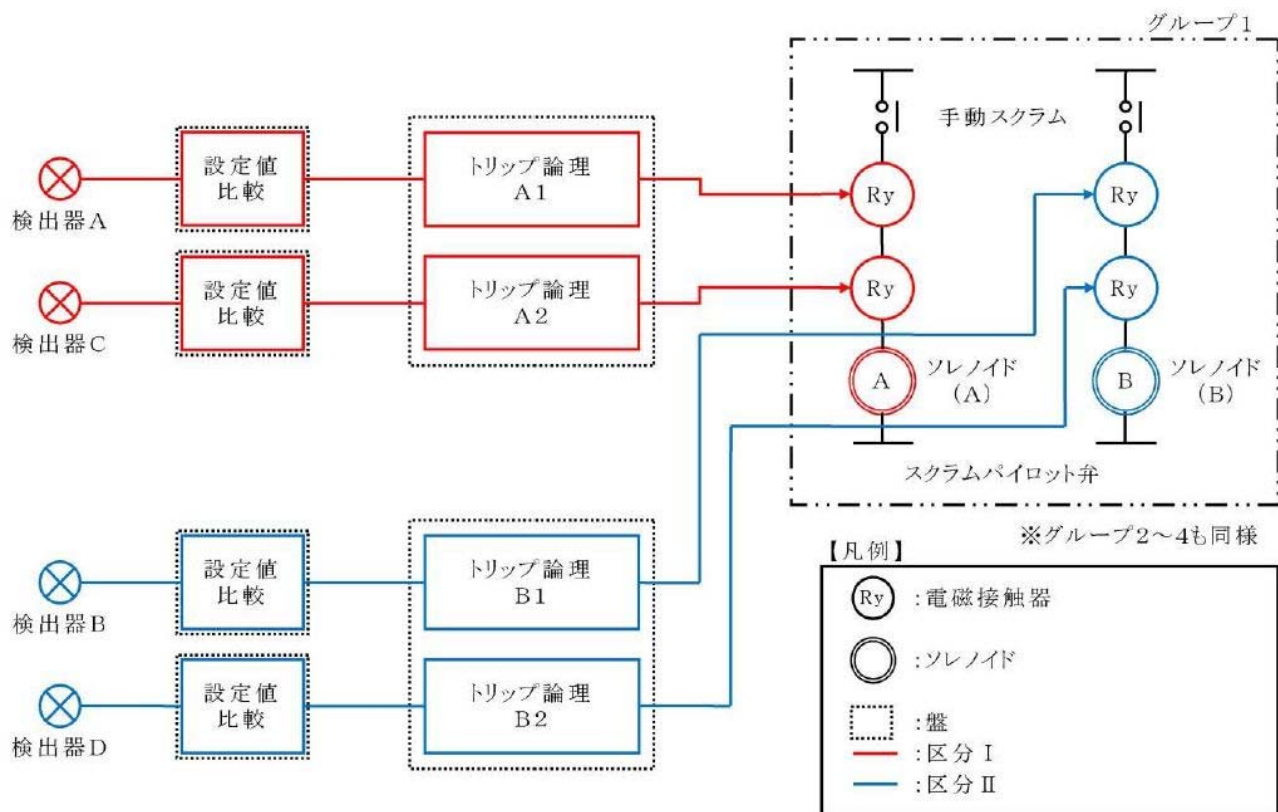 グループ1
手動スクラム
検出器A
設定値
比較
トリップ論理
A1
Ry
Ry
検出器C
設定値
比較
トリップ論理
A2
Ry
Ry
A
ソレノイド
(A)
B
ソレノイド
(B)
スクラムパイロット弁
※グループ2～4も同様
検出器B
設定値
比較
トリップ論理
B1
検出器D
設定値
比較
トリップ論理
B2
【凡例】
Ry :電磁接触器
:ソレノイド
:盤
:区分Ⅰ
:区分Ⅱ